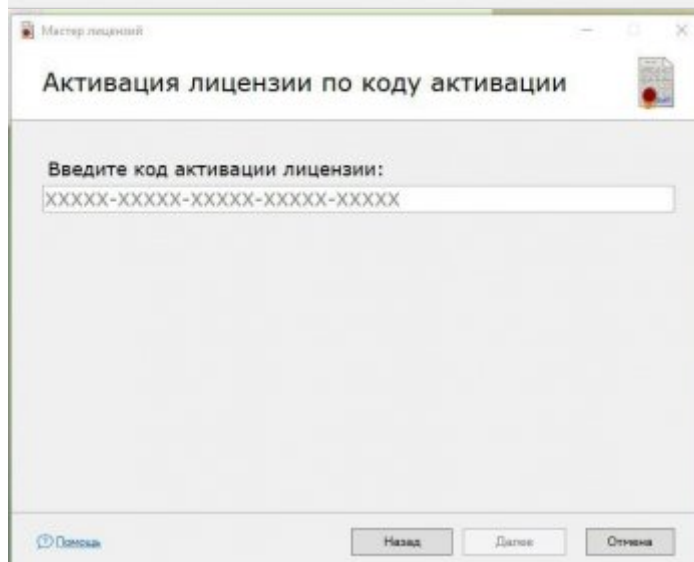 Мастер лицензий
Активация лицензии по коду активации
Введите код активации лицензии:
XXXXX-XXXXX-XXXXX-XXXXX-XXXXX
Помощь
Назад
Далее
Отмена